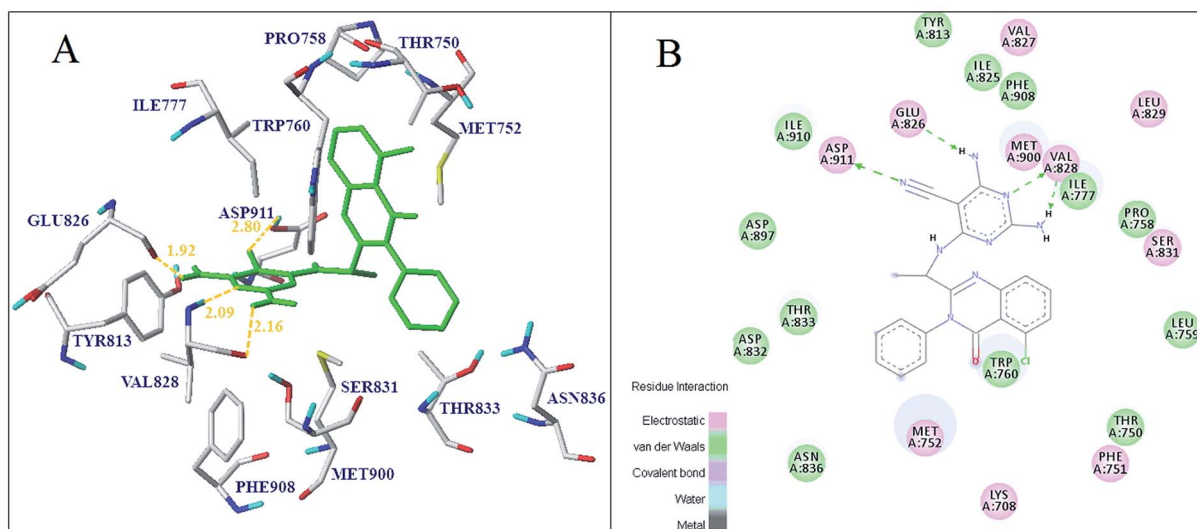 A
PRO758
THR750
ILE777
TRP760
MET752
GLU826
ASP911
2.80
1.92
2.09
2.16
TYR813
VAL828
SER831
THR833
ASN836
MET900
PHE908
B
TYR
A:813
VAL
A:827
ILE
A:825
PHE
A:908
LEU
A:829
GLU
A:826
ILE
A:910
ASP
A:911
MET
A:900
VAL
A:828
ILE
A:777
H
N
N
N
N
H
N
H
PRO
A:758
SER
A:831
ASP
A:897
H
N
N
N
THR
A:833
ASP
A:832
LEU
A:759
O
Cl
TRP
A:760
MET
A:752
THR
A:750
PHE
A:751
ASN
A:836
LYS
A:708
Residue Interaction
Electrostatic
van der Waals
Covalent bond
Water
Metal